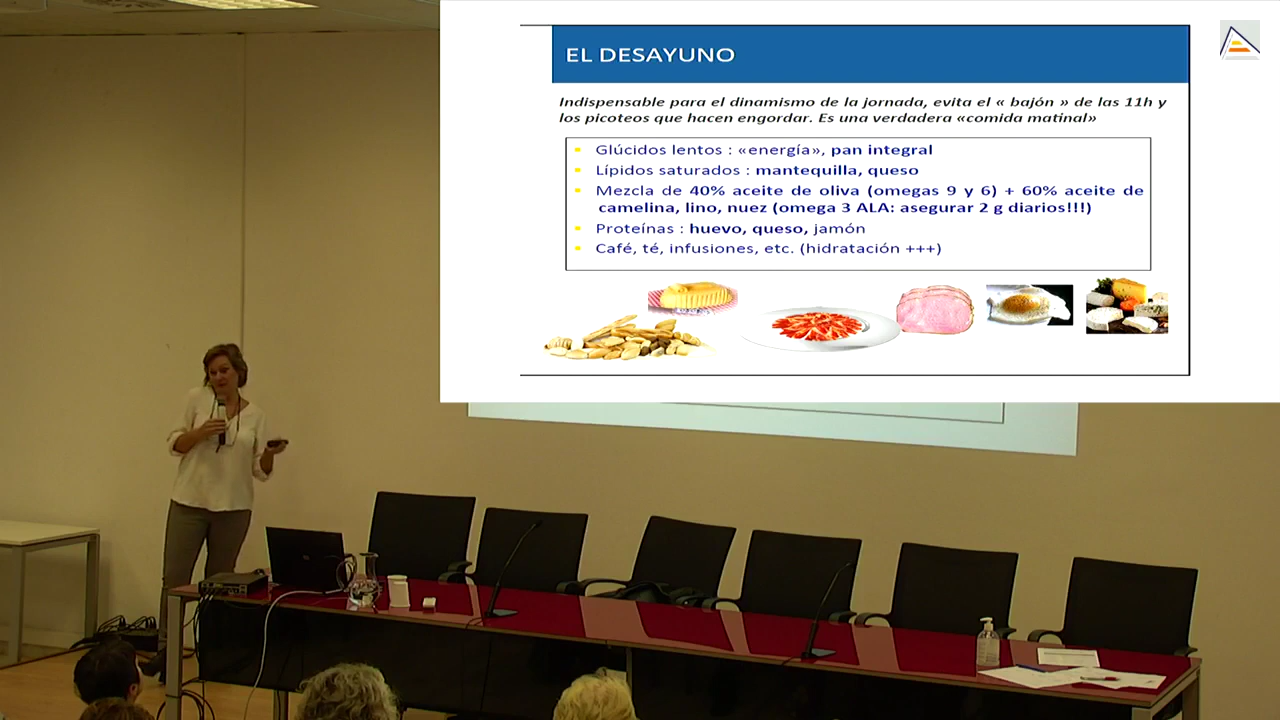 EL DESAYUNO
Indispensable para el dinamismo de la jornada, evita el « bajón » de las 11h y
los picoteos que hacen engordar. Es una verdadera «comida matinal»
Glúcidos lentos : «energía», pan integral
Lípidos saturados : mantequilla, queso
Mezcla de 40% aceite de oliva (omegas 9 y 6) + 60% aceite de
camelina, lino, nuez (omega 3 ALA: asegurar 2 g diarios!!!)
Proteínas : huevo, queso, jamón
Café, té, infusiones, etc. (hidratación +++)